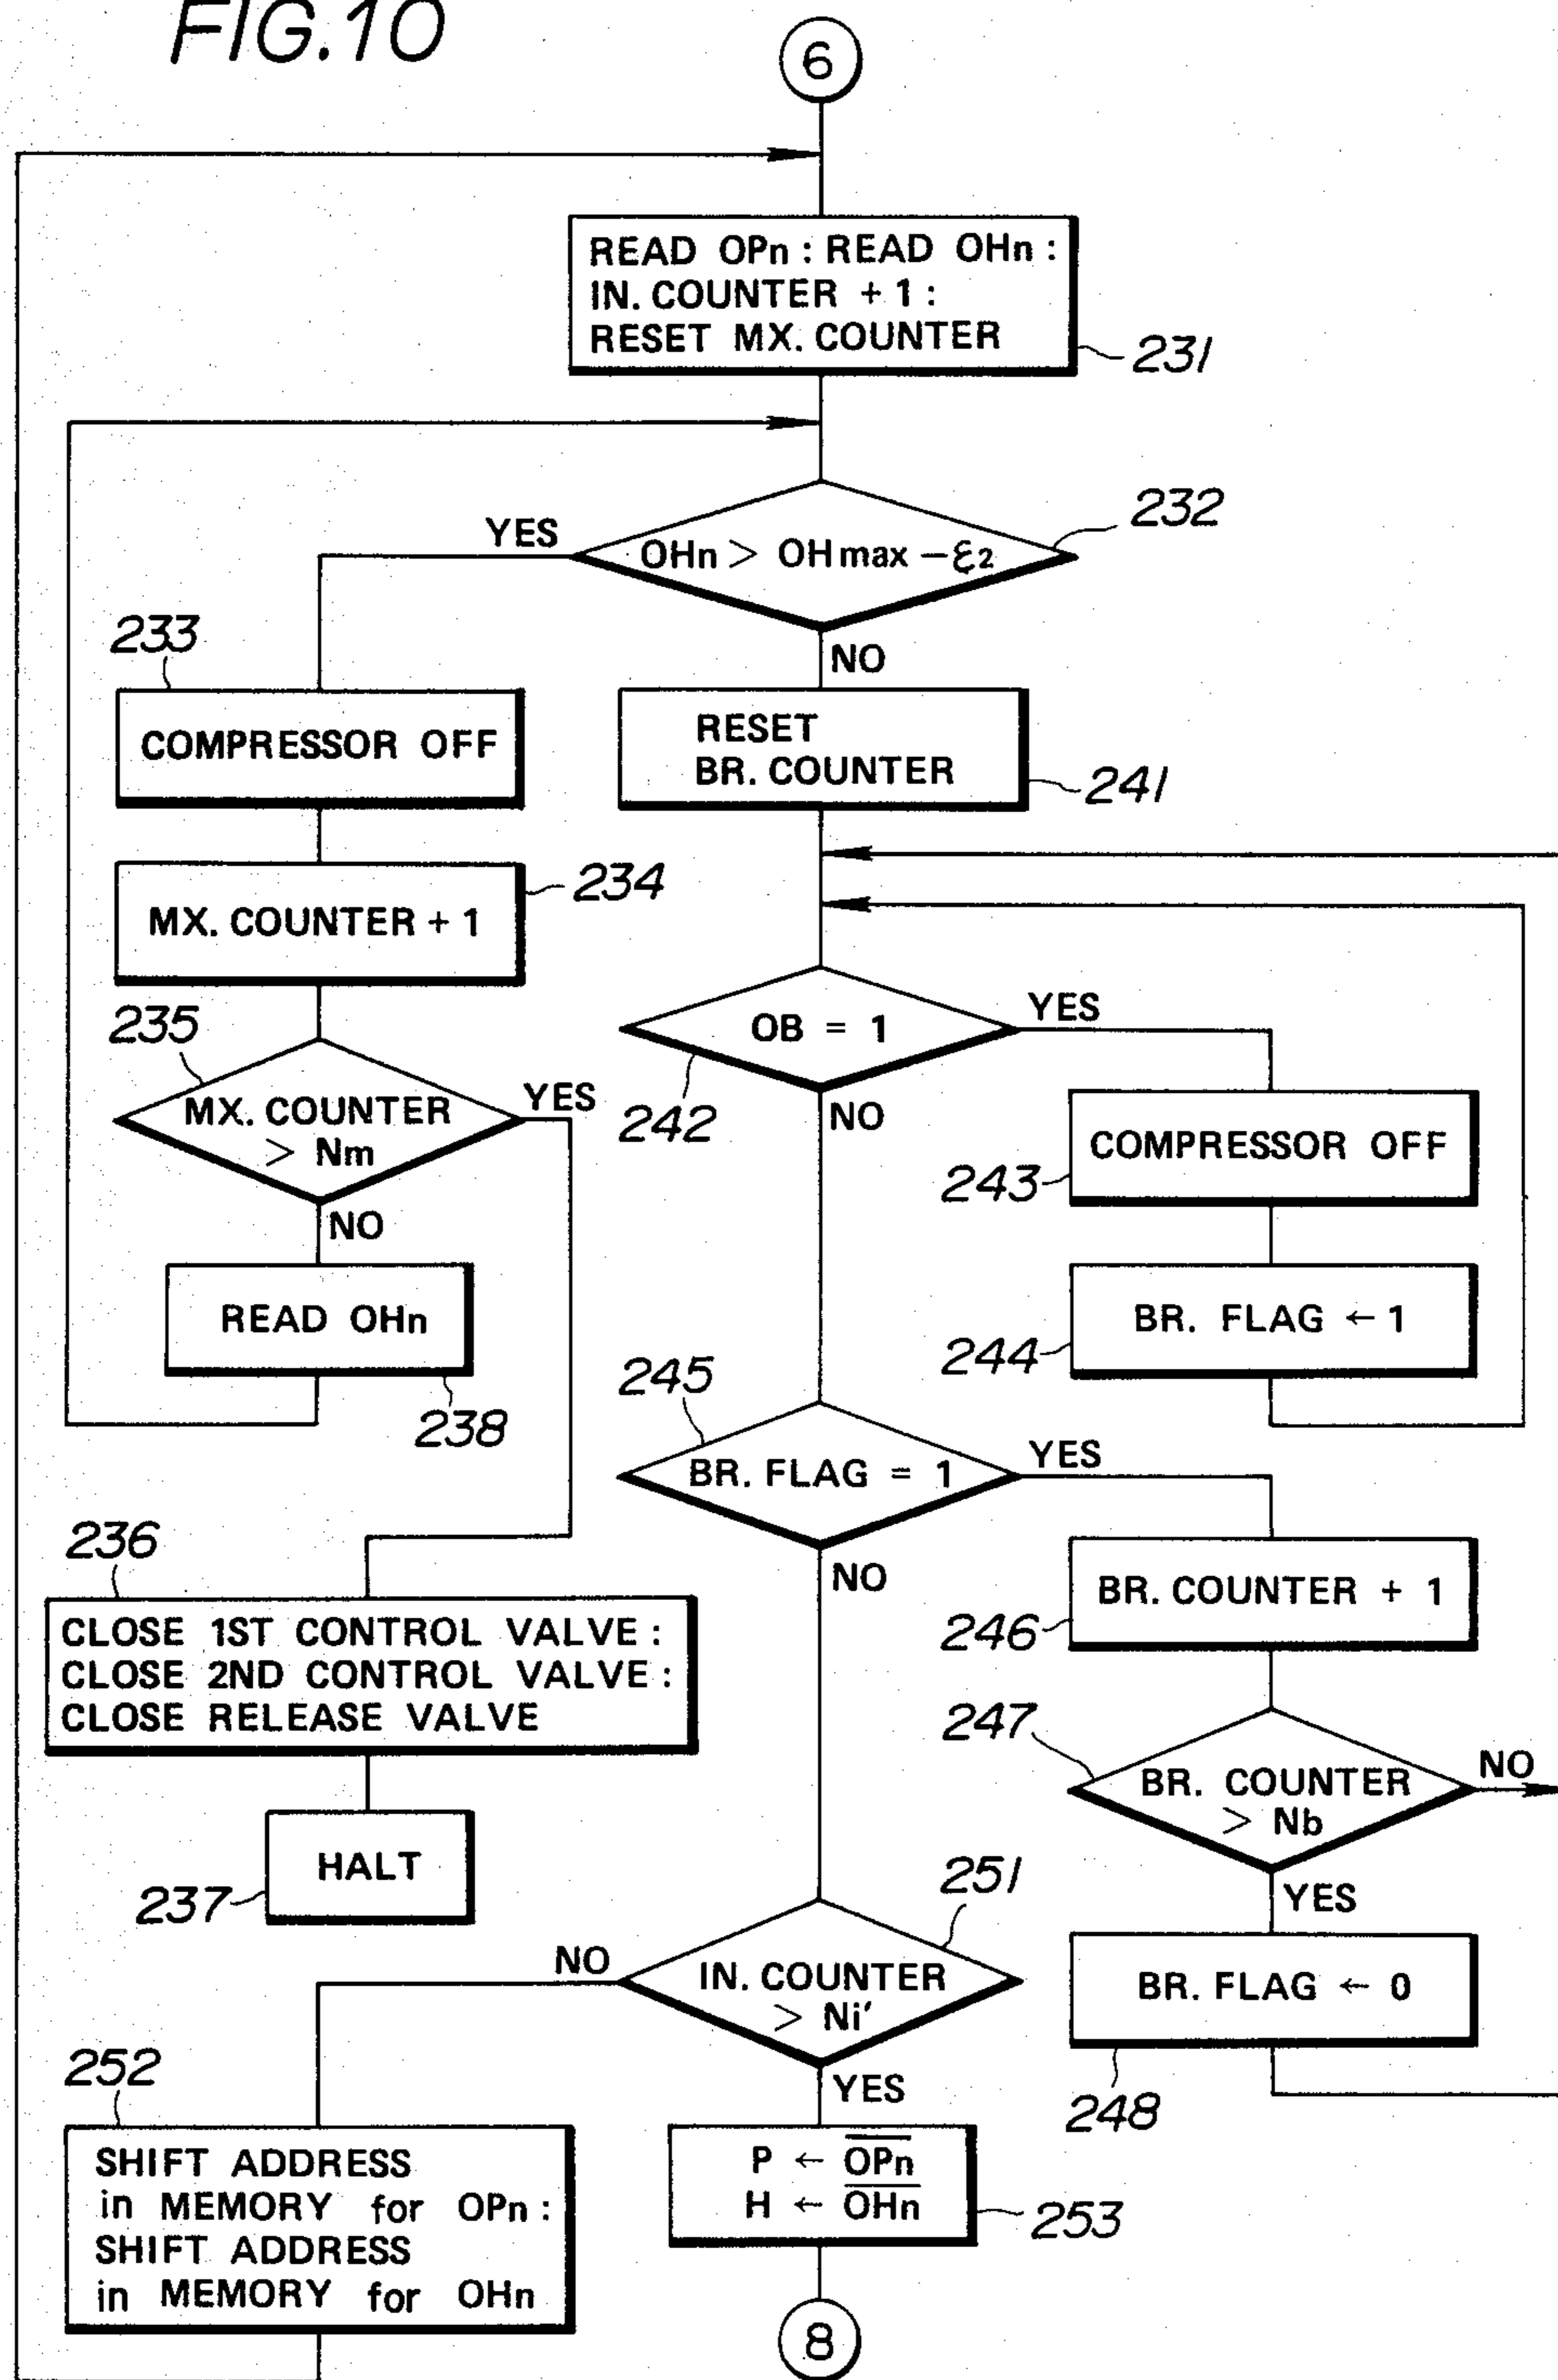 FIG.10
6
READ OPn : READ OHn :
IN. COUNTER + 1 :
RESET MX. COUNTER
231
232
YES
OHn > OHmax – ε2
NO
233
COMPRESSOR OFF
RESET
BR. COUNTER
241
234
MX. COUNTER + 1
235
MX. COUNTER
> Nm
YES
NO
READ OHn
238
OB = 1
YES
242
NO
COMPRESSOR OFF
243
BR. FLAG ← 1
244
245
BR. FLAG = 1
YES
NO
236
CLOSE 1ST CONTROL VALVE :
CLOSE 2ND CONTROL VALVE :
CLOSE RELEASE VALVE
HALT
237
BR. COUNTER + 1
246
247
BR. COUNTER
> Nb
NO
YES
BR. FLAG ← 0
248
251
NO
IN. COUNTER
> Ni′
YES
252
SHIFT ADDRESS
in MEMORY for OPn :
SHIFT ADDRESS
in MEMORY for OHn
P ← O̅P̅n̅
H ← O̅H̅n̅
253
8